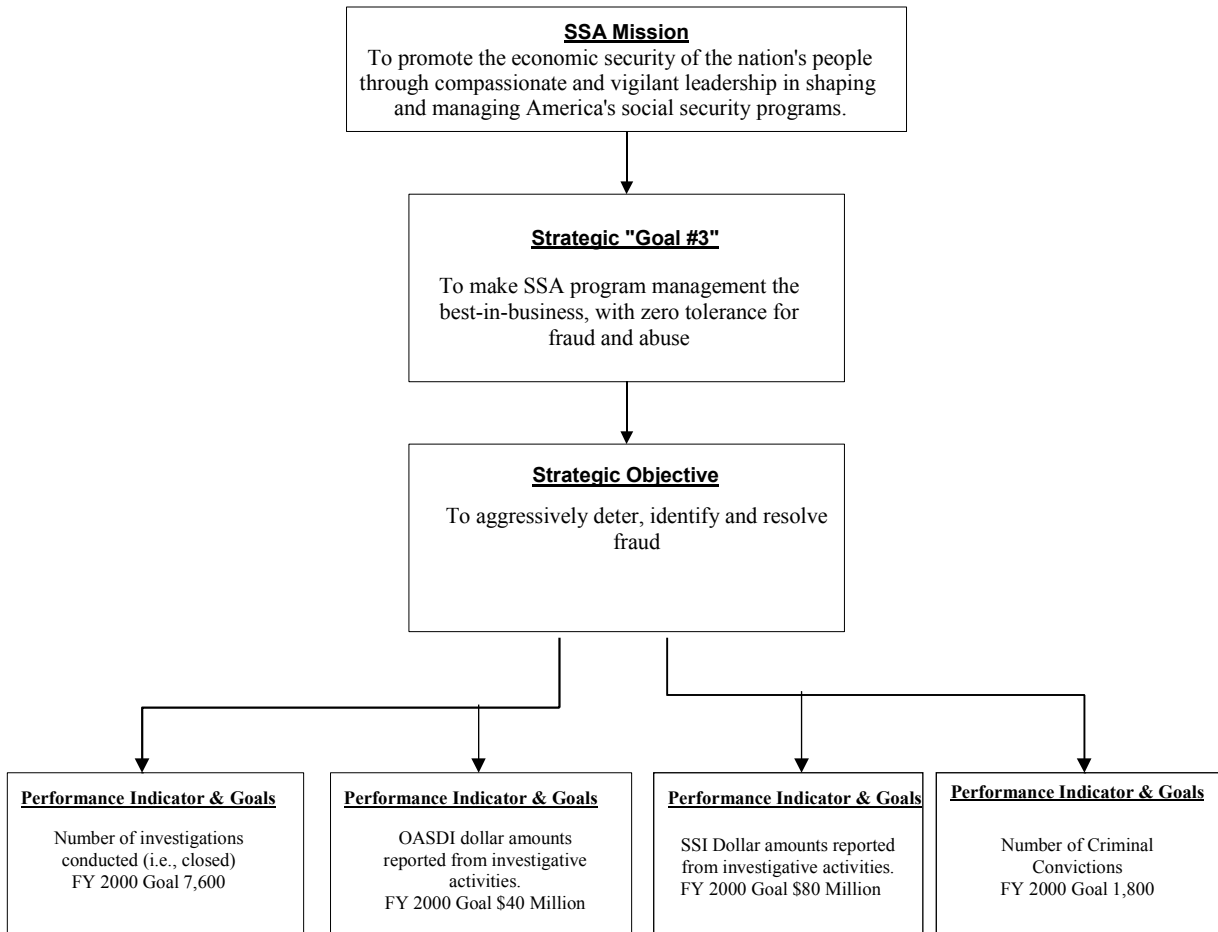 SSA Mission
To promote the economic security of the nation's people
through compassionate and vigilant leadership in shaping
and managing America's social security programs.
Strategic "Goal #3"
To make SSA program management the
best-in-business, with zero tolerance for
fraud and abuse
Strategic Objective
To aggressively deter, identify and resolve
fraud
Performance Indicator & Goals
Number of investigations
conducted (i.e., closed)
FY 2000 Goal 7,600
Performance Indicator & Goals
OASDI dollar amounts
reported from investigative
activities.
FY 2000 Goal $40 Million
Performance Indicator & Goals
SSI Dollar amounts reported
from investigative activities.
FY 2000 Goal $80 Million
Performance Indicator & Goals
Number of Criminal
Convictions
FY 2000 Goal 1,800